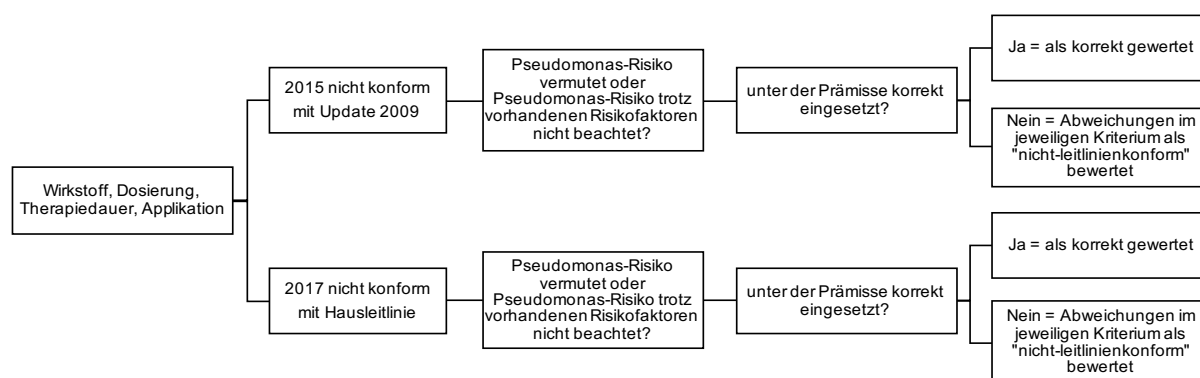 Wirkstoff, Dosierung,
Therapiedauer, Applikation
2015 nicht konform
mit Update 2009
Pseudomonas-Risiko
vermutet oder
Pseudomonas-Risiko trotz
vorhandenen Risikofaktoren
nicht beachtet?
unter der Prämisse korrekt
eingesetzt?
Ja = als korrekt gewertet
Nein = Abweichungen im
jeweiligen Kriterium als
"nicht-leitlinienkonform"
bewertet
2017 nicht konform
mit Hausleitlinie
Pseudomonas-Risiko
vermutet oder
Pseudomonas-Risiko trotz
vorhandenen Risikofaktoren
nicht beachtet?
unter der Prämisse korrekt
eingesetzt?
Ja = als korrekt gewertet
Nein = Abweichungen im
jeweiligen Kriterium als
"nicht-leitlinienkonform"
bewertet